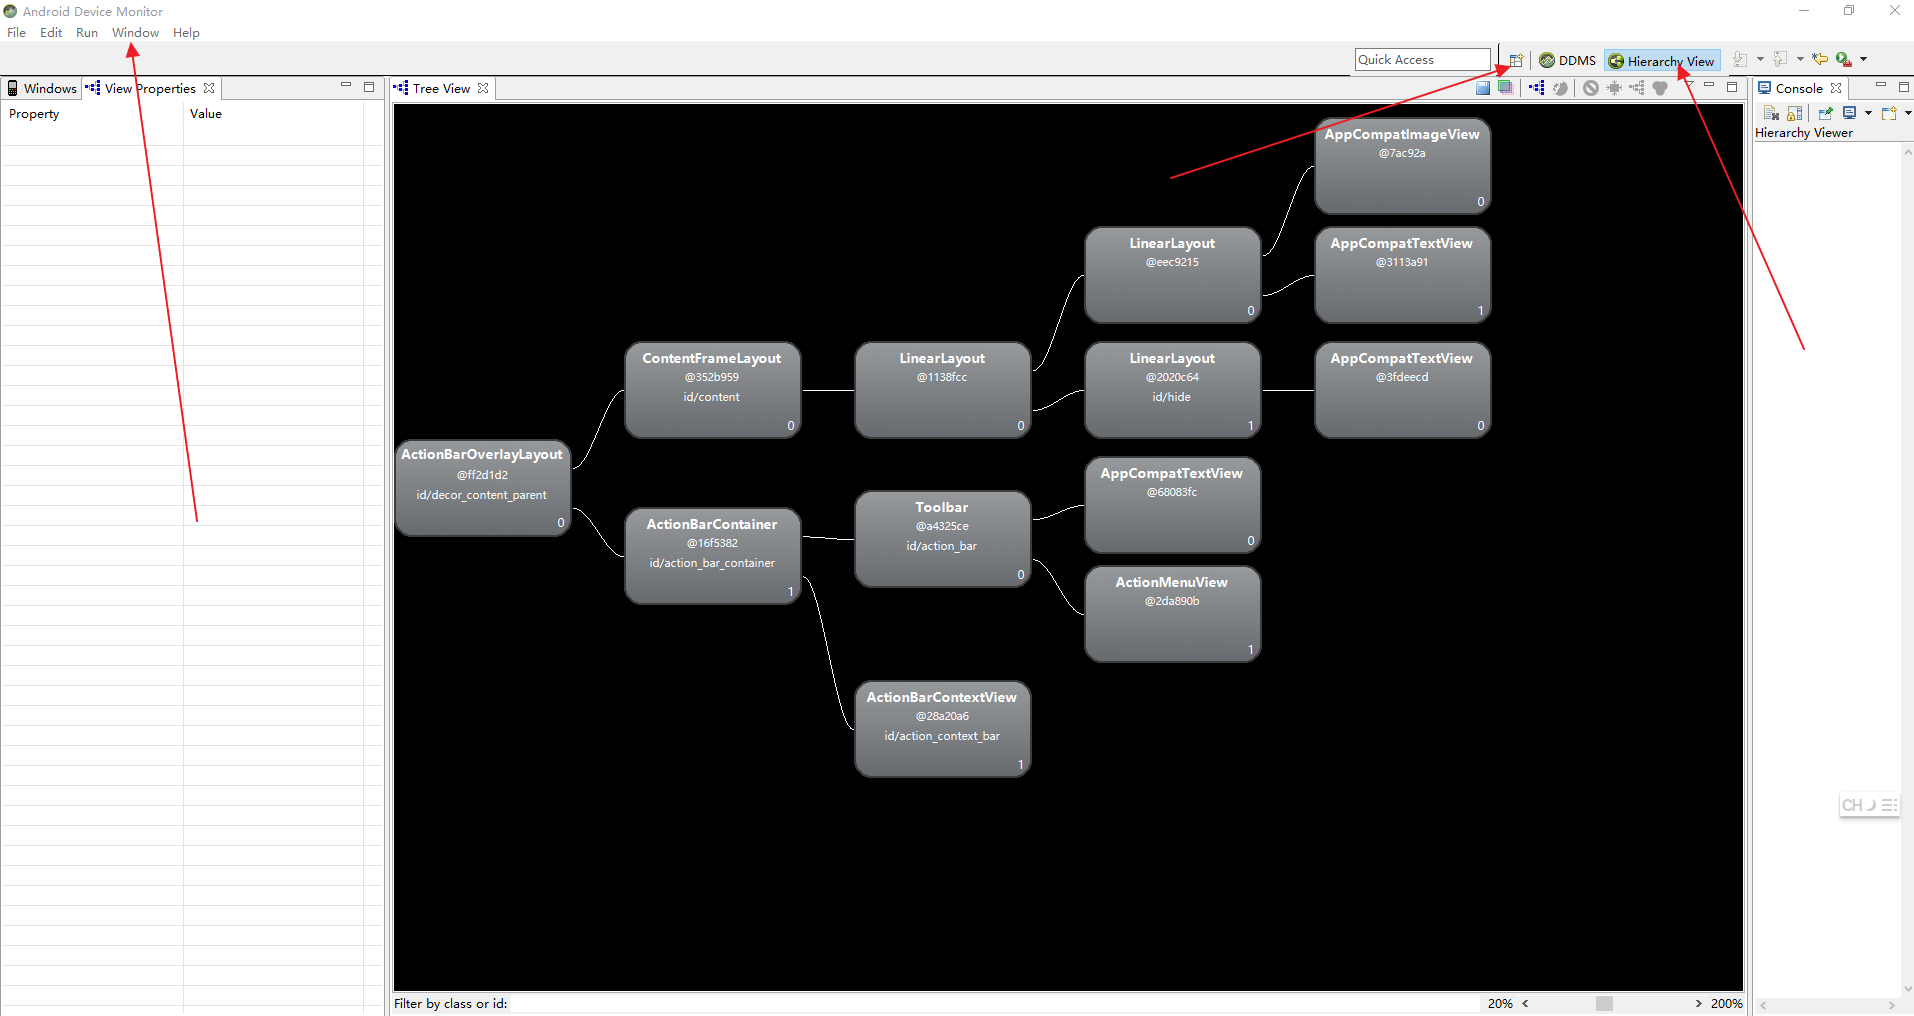 Android Device Monitor
File Edit Run Window Help
Quick Access
DDMS
Hierarchy View
Windows
View Properties
Tree View
Console
Property Value
Hierarchy Viewer
AppCompatImageView
@7ac92a
0
LinearLayout
@eec9215
0
AppCompatTextView
@3113a91
1
ContentFrameLayout
@352b959
id/content
0
LinearLayout
@1138fcc
0
LinearLayout
@2020c64
id/hide
1
AppCompatTextView
@3fdeecd
0
ActionBarOverlayLayout
@ff2d1d2
id/decor_content_parent
0
AppCompatTextView
@68083fc
0
ActionBarContainer
@16f5382
id/action_bar_container
1
Toolbar
@a4325ce
id/action_bar
0
ActionMenuView
@2da890b
1
ActionBarContextView
@28a20a6
id/action_context_bar
1
CH
Filter by class or id:
20% < > 200%